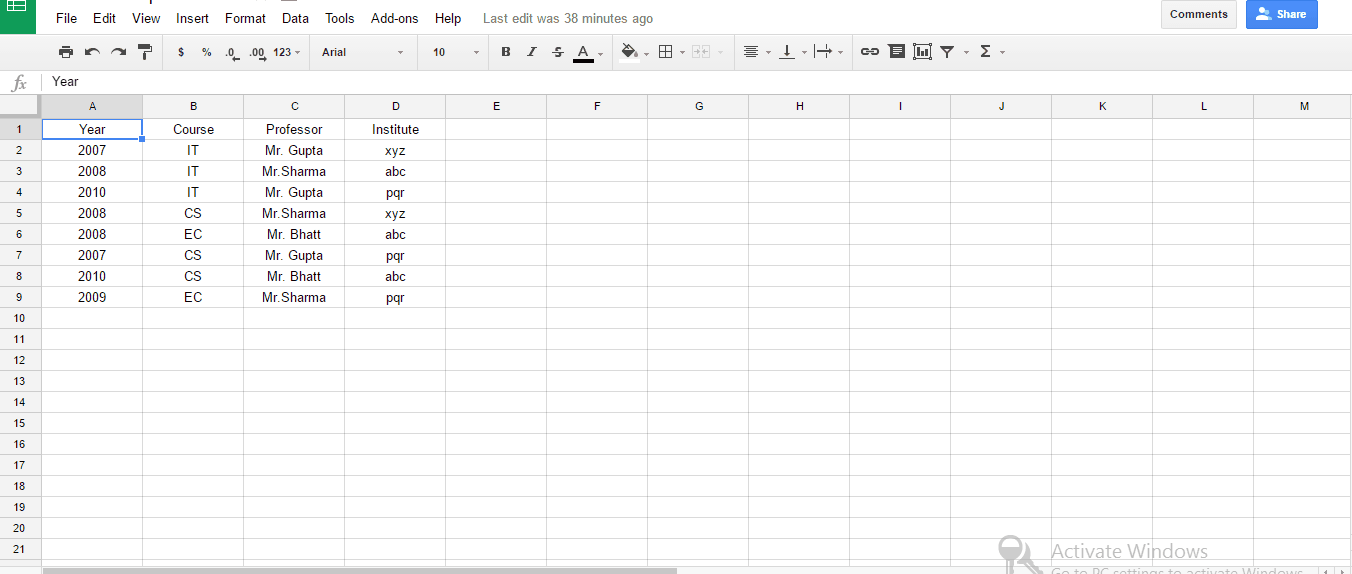 File Edit View Insert Format Data Tools Add-ons Help Last edit was 38 minutes ago Comments Share
$ % .0 .00 123 Arial 10 B I S A Σ
fx Year
A B C D E F G H I J K L M
1 Year Course Professor Institute
2 2007 IT Mr. Gupta xyz
3 2008 IT Mr.Sharma abc
4 2010 IT Mr. Gupta pqr
5 2008 CS Mr.Sharma xyz
6 2008 EC Mr. Bhatt abc
7 2007 CS Mr. Gupta pqr
8 2010 CS Mr. Bhatt abc
9 2009 EC Mr.Sharma pqr
10
11
12
13
14
15
16
17
18
19
20
21
Activate Windows
Go to PC settings to activate Windows.